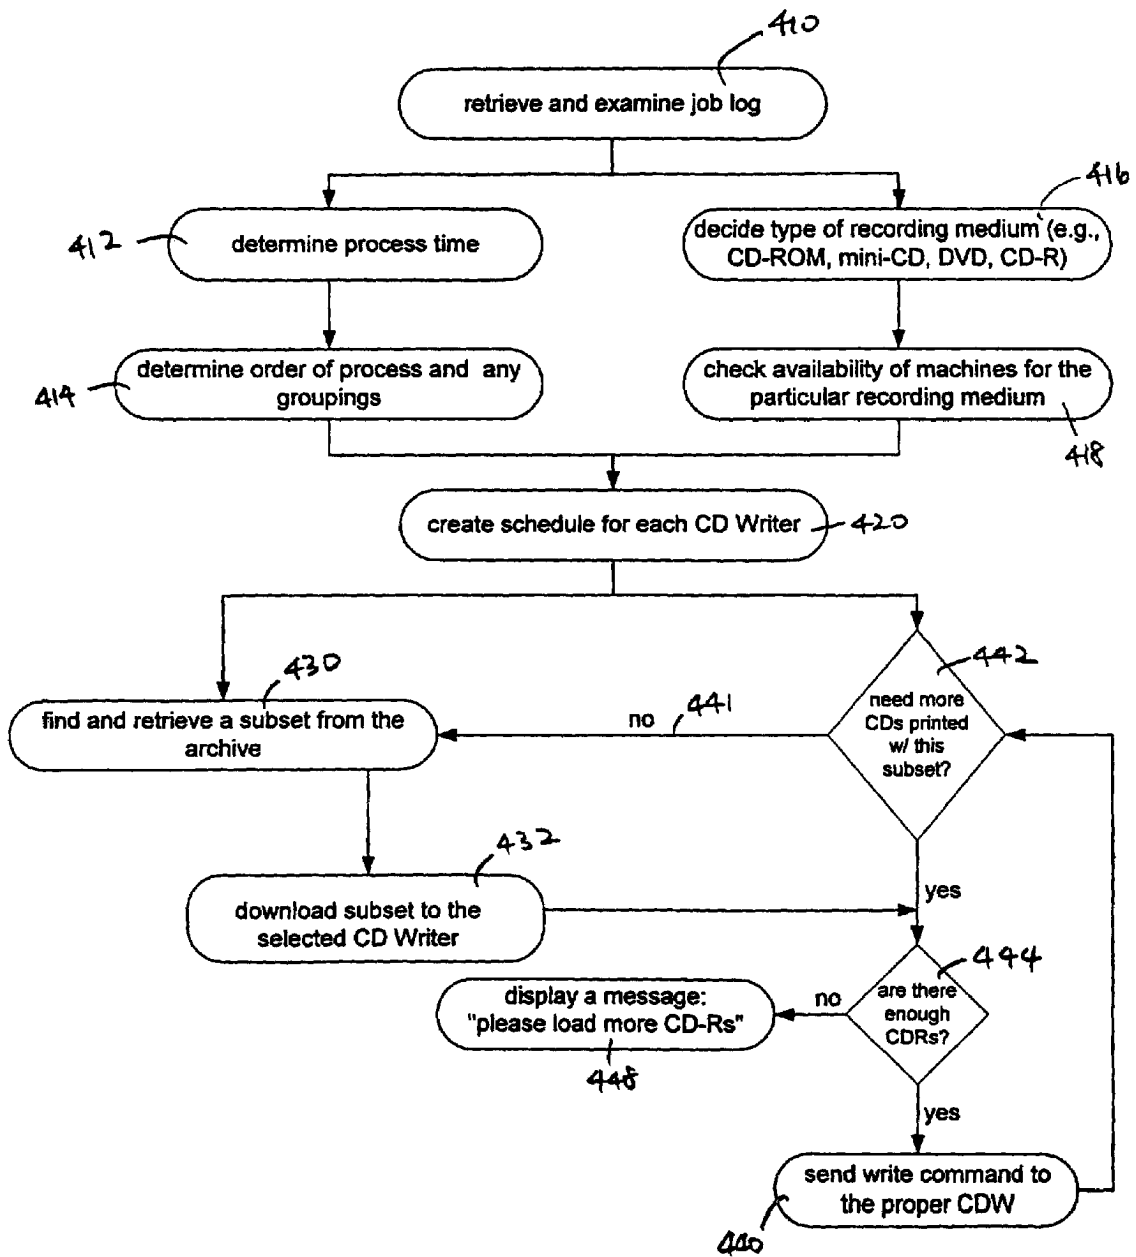 410
retrieve and examine job log
416
412
determine process time
decide type of recording medium (e.g.,
CD-ROM, mini-CD, DVD, CD-R)
414
determine order of process and any
groupings
check availability of machines for the
particular recording medium
418
create schedule for each CD Writer
420
430
442
find and retrieve a subset from the
archive
no
441
need more
CDs printed
w/ this
subset?
432
download subset to the
selected CD Writer
yes
444
display a message:
"please load more CD-Rs"
448
no
are there
enough
CDRs?
yes
send write command to
the proper CDW
440